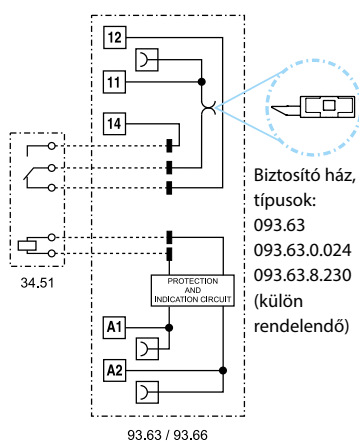 12
11
14
34.51
PROTECTION
AND
INDICATION CIRCUIT
A1
A2
93.63 / 93.66
Biztosító ház,
típusok:
093.63
093.63.0.024
093.63.8.230
(külön
rendelendő)